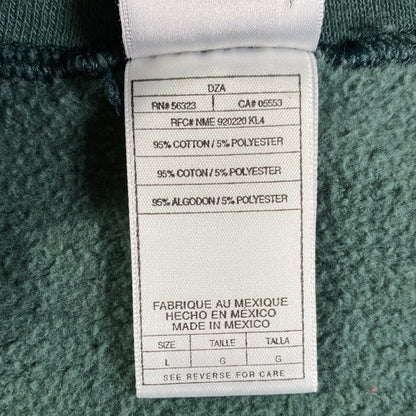 DZA
RN# 56323 CA# 05553
RFC# NME 920220 KL4
95% COTTON / 5% POLYESTER
95% COTON / 5% POLYESTER
95% ALGODON / 5% POLYESTER
FABRIQUE AU MEXIQUE
HECHO EN MÉXICO
MADE IN MEXICO
SIZE TAILLE TALLA
L G G
SEE REVERSE FOR CARE